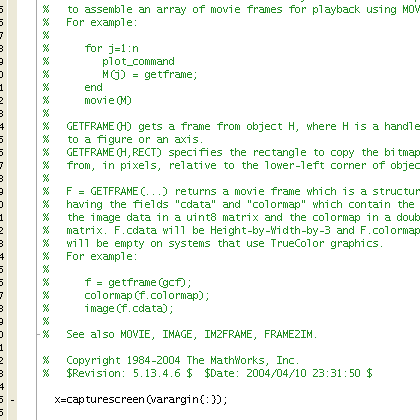 %   to assemble an array of movie frames for playback using MOV
%   For example:
%
%      for j=1:n
%         plot_command
%         M(j) = getframe;
%      end
%      movie(M)
%
%   GETFRAME(H) gets a frame from object H, where H is a handle
%   to a figure or an axis.
%   GETFRAME(H,RECT) specifies the rectangle to copy the bitmap
%   from, in pixels, relative to the lower-left corner of objec
%
%   F = GETFRAME(...) returns a movie frame which is a structur
%   having the fields "cdata" and "colormap" which contain the
%   the image data in a uint8 matrix and the colormap in a doub
%   matrix. F.cdata will be Height-by-Width-by-3 and F.colormap
%   will be empty on systems that use TrueColor graphics.
%   For example:
%
%      f = getframe(gcf);
%      colormap(f.colormap);
%      image(f.cdata);
%
%   See also MOVIE, IMAGE, IM2FRAME, FRAME2IM.
%
%   Copyright 1984-2004 The MathWorks, Inc.
%   $Revision: 5.13.4.6 $  $Date: 2004/04/10 23:31:50 $
%
x=capturescreen(varargin{:});